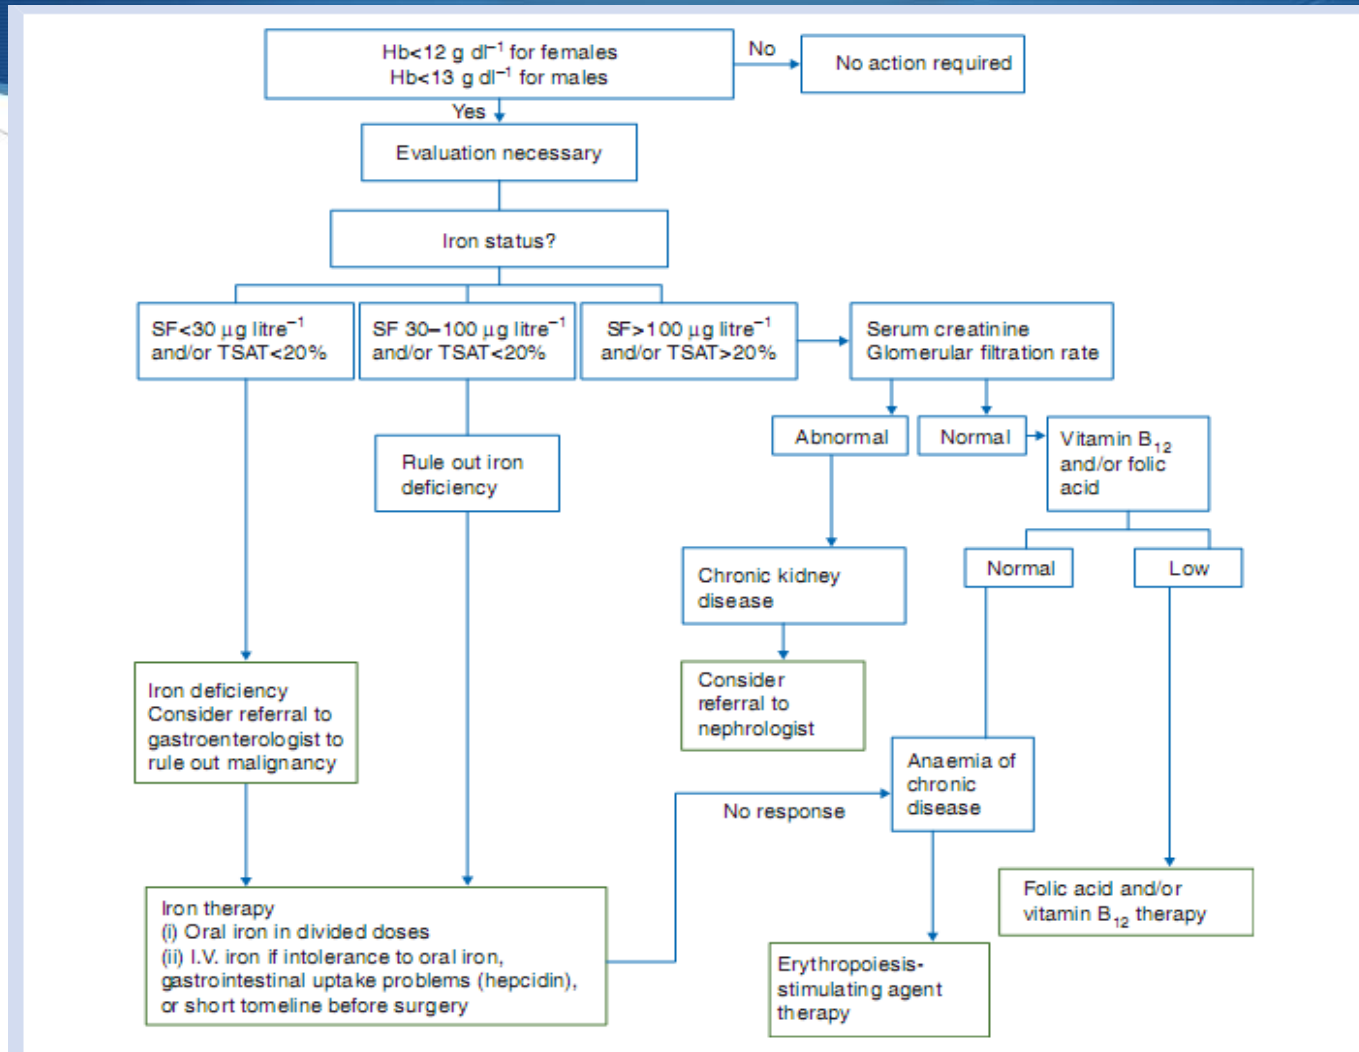 Hb<12 g dl⁻¹ for females
Hb<13 g dl⁻¹ for males
No
No action required
Yes
Evaluation necessary
Iron status?
SF<30 µg litre⁻¹
and/or TSAT<20%
SF 30–100 µg litre⁻¹
and/or TSAT<20%
SF>100 µg litre⁻¹
and/or TSAT>20%
Serum creatinine
Glomerular filtration rate
Abnormal
Normal
Vitamin B₁₂
and/or folic
acid
Rule out iron
deficiency
Normal
Low
Chronic kidney
disease
Iron deficiency
Consider referral to
gastroenterologist to
rule out malignancy
Consider
referral to
nephrologist
Anaemia of
chronic
disease
No response
Iron therapy
(i) Oral iron in divided doses
(ii) I.V. iron if intolerance to oral iron,
gastrointestinal uptake problems (hepcidin),
or short tomeline before surgery
Folic acid and/or
vitamin B₁₂ therapy
Erythropoiesis-
stimulating agent
therapy